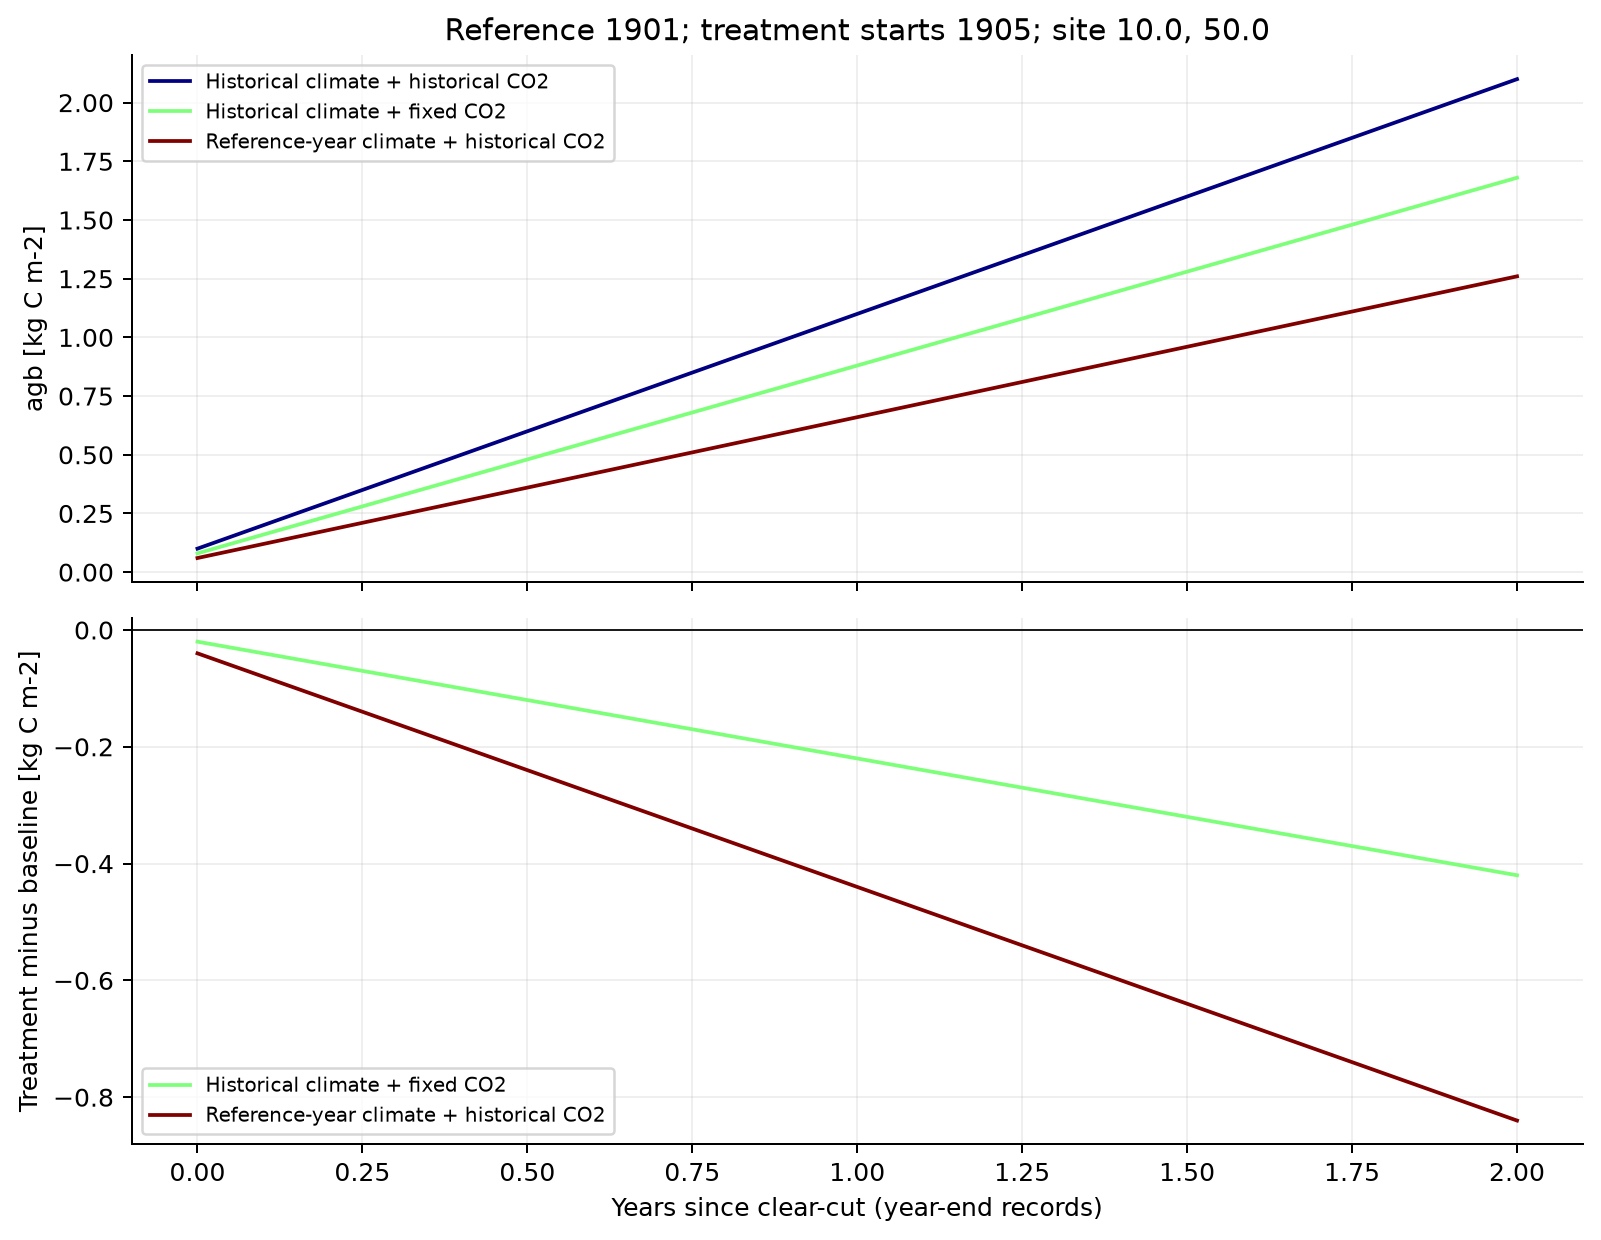 Reference 1901; treatment starts 1905; site 10.0, 50.0
Historical climate + historical CO2
Historical climate + fixed CO2
Reference-year climate + historical CO2
agb [kg C m-2]
2.00
1.75
1.50
1.25
1.00
0.75
0.50
0.25
0.00
Treatment minus baseline [kg C m-2]
0.0
−0.2
−0.4
−0.6
−0.8
Historical climate + fixed CO2
Reference-year climate + historical CO2
0.00 0.25 0.50 0.75 1.00 1.25 1.50 1.75 2.00
Years since clear-cut (year-end records)